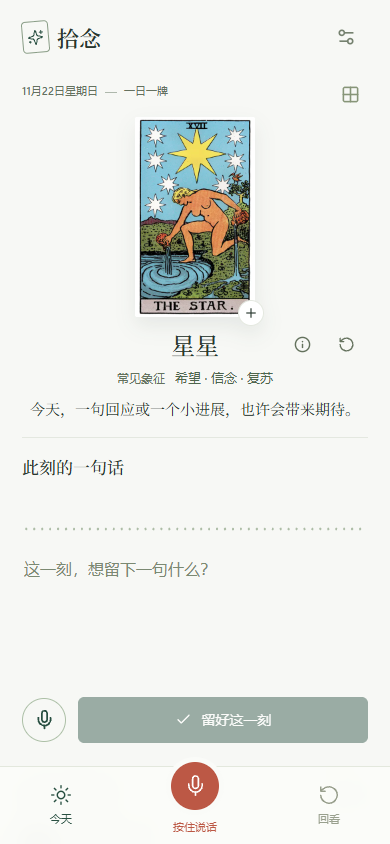 拾念
11月22日星期日 — 一日一牌
XVII
THE STAR.
星星
常见象征 希望 · 信念 · 复苏
今天，一句回应或一个小进展，也许会带来期待。
此刻的一句话
这一刻，想留下一句什么？
留好这一刻
今天
按住说话
回看